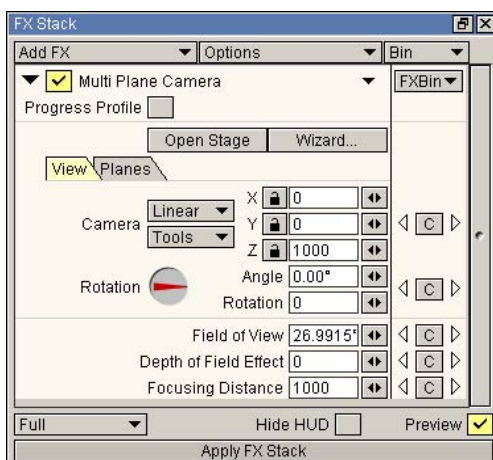 FX Stack
Add FX Options Bin
Multi Plane Camera FXBin
Progress Profile
Open Stage Wizard...
View Planes
X 0
Camera Linear Y 0 C
Tools Z 1000
Rotation Angle 0.00° C
Rotation 0
Field of View 26.9915° C
Depth of Field Effect 0 C
Focusing Distance 1000 C
Full Hide HUD Preview
Apply FX Stack